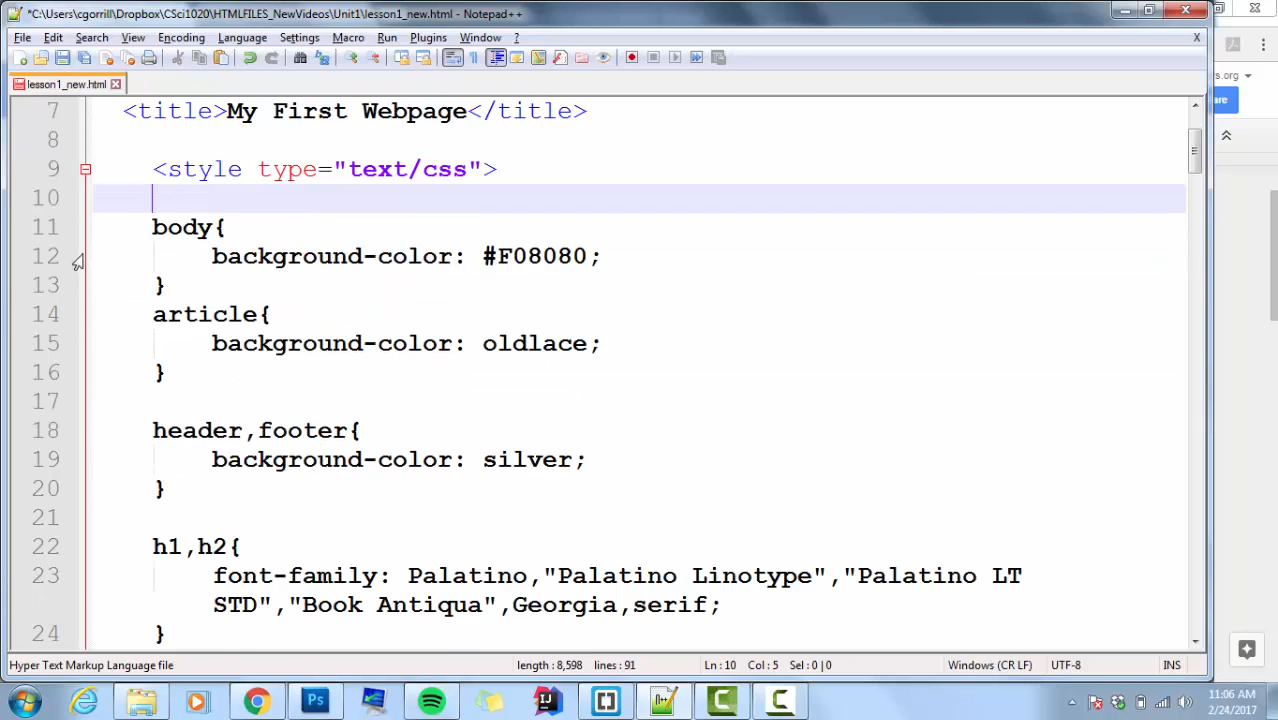 *C:\Users\cgorrill\Dropbox\CSci1020\HTMLFILES_NewVideos\Unit1\lesson1_new.html - Notepad++
File Edit Search View Encoding Language Settings Macro Run Plugins Window ? X
lesson1_new.html
rs.org
are
7 <title>My First Webpage</title>
8
9 <style type="text/css">
10
11 body{
12 background-color: #F08080;
13 }
14 article{
15 background-color: oldlace;
16 }
17
18 header,footer{
19 background-color: silver;
20 }
21
22 h1,h2{
23 font-family: Palatino,"Palatino Linotype","Palatino LT
STD","Book Antiqua",Georgia,serif;
24 }
Hyper Text Markup Language file length : 8,598 lines : 91 Ln : 10 Col : 5 Sel : 0 | 0 Windows (CR LF) UTF-8 INS
Ps IJ C C 11:06 AM
2/24/2017